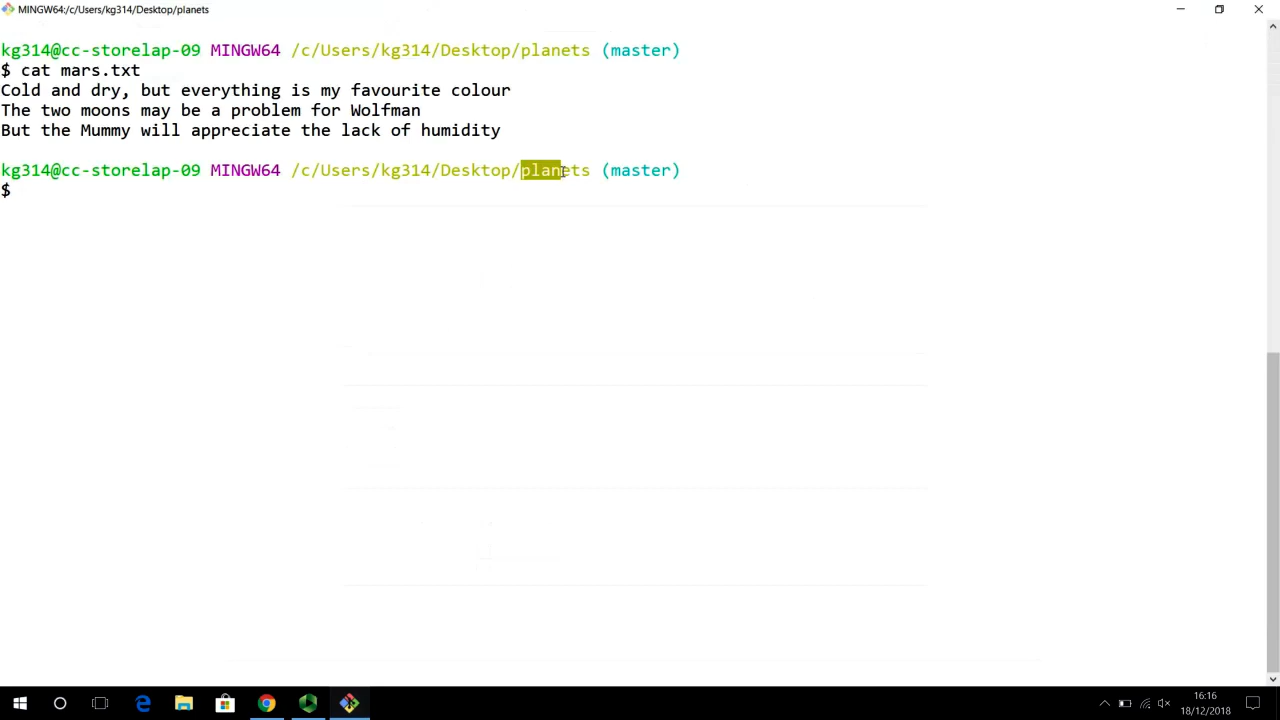 MINGW64:/c/Users/kg314/Desktop/planets
kg314@cc-storelap-09 MINGW64 /c/Users/kg314/Desktop/planets (master)
$ cat mars.txt
Cold and dry, but everything is my favourite colour
The two moons may be a problem for Wolfman
But the Mummy will appreciate the lack of humidity
kg314@cc-storelap-09 MINGW64 /c/Users/kg314/Desktop/planets (master)
$
16:16
18/12/2018